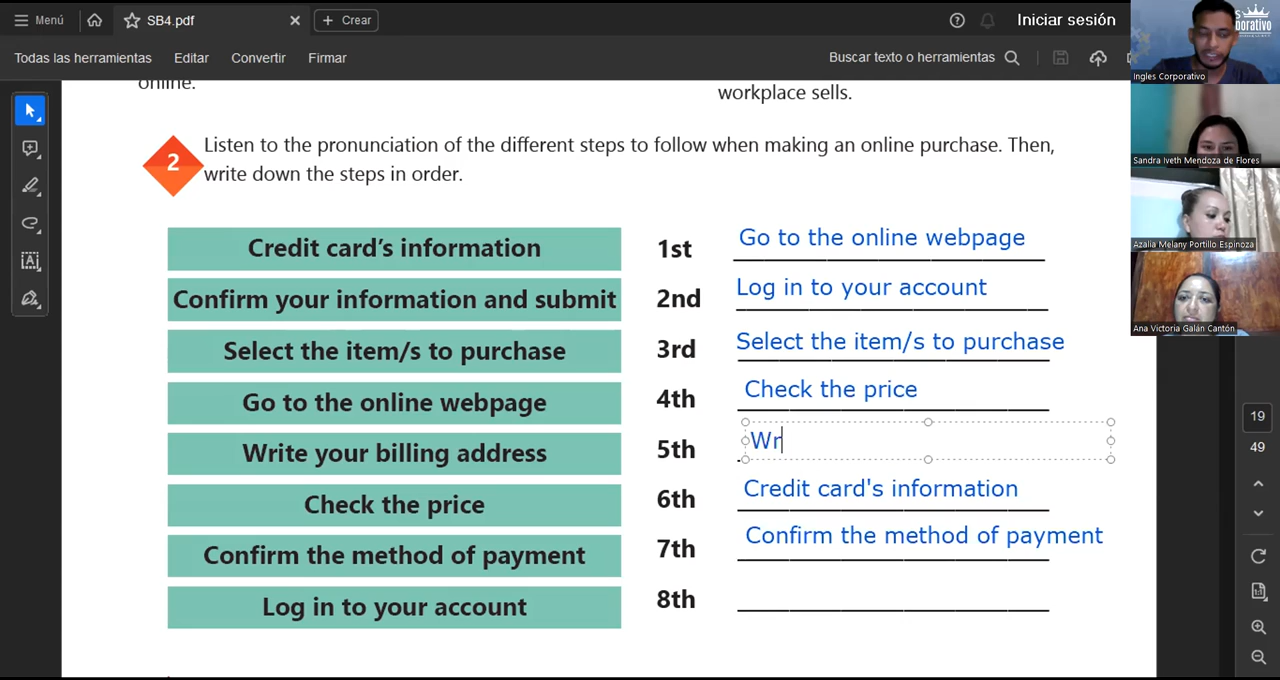 Menú
SB4.pdf
Crear
Iniciar sesión
Todas las herramientas
Editar
Convertir
Firmar
Buscar texto o herramientas
porativo
Ingles Corporativo
Sandra Iveth Mendoza de Flores
Azalia Melany Portillo Espinoza
Ana Victoria Galán Cantón
online.
workplace sells.
2
Listen to the pronunciation of the different steps to follow when making an online purchase. Then,
write down the steps in order.
Credit card's information
Confirm your information and submit
Select the item/s to purchase
Go to the online webpage
Write your billing address
Check the price
Confirm the method of payment
Log in to your account
1st Go to the online webpage
2nd Log in to your account
3rd Select the item/s to purchase
4th Check the price
5th Wr
6th Credit card's information
7th Confirm the method of payment
8th
19
49